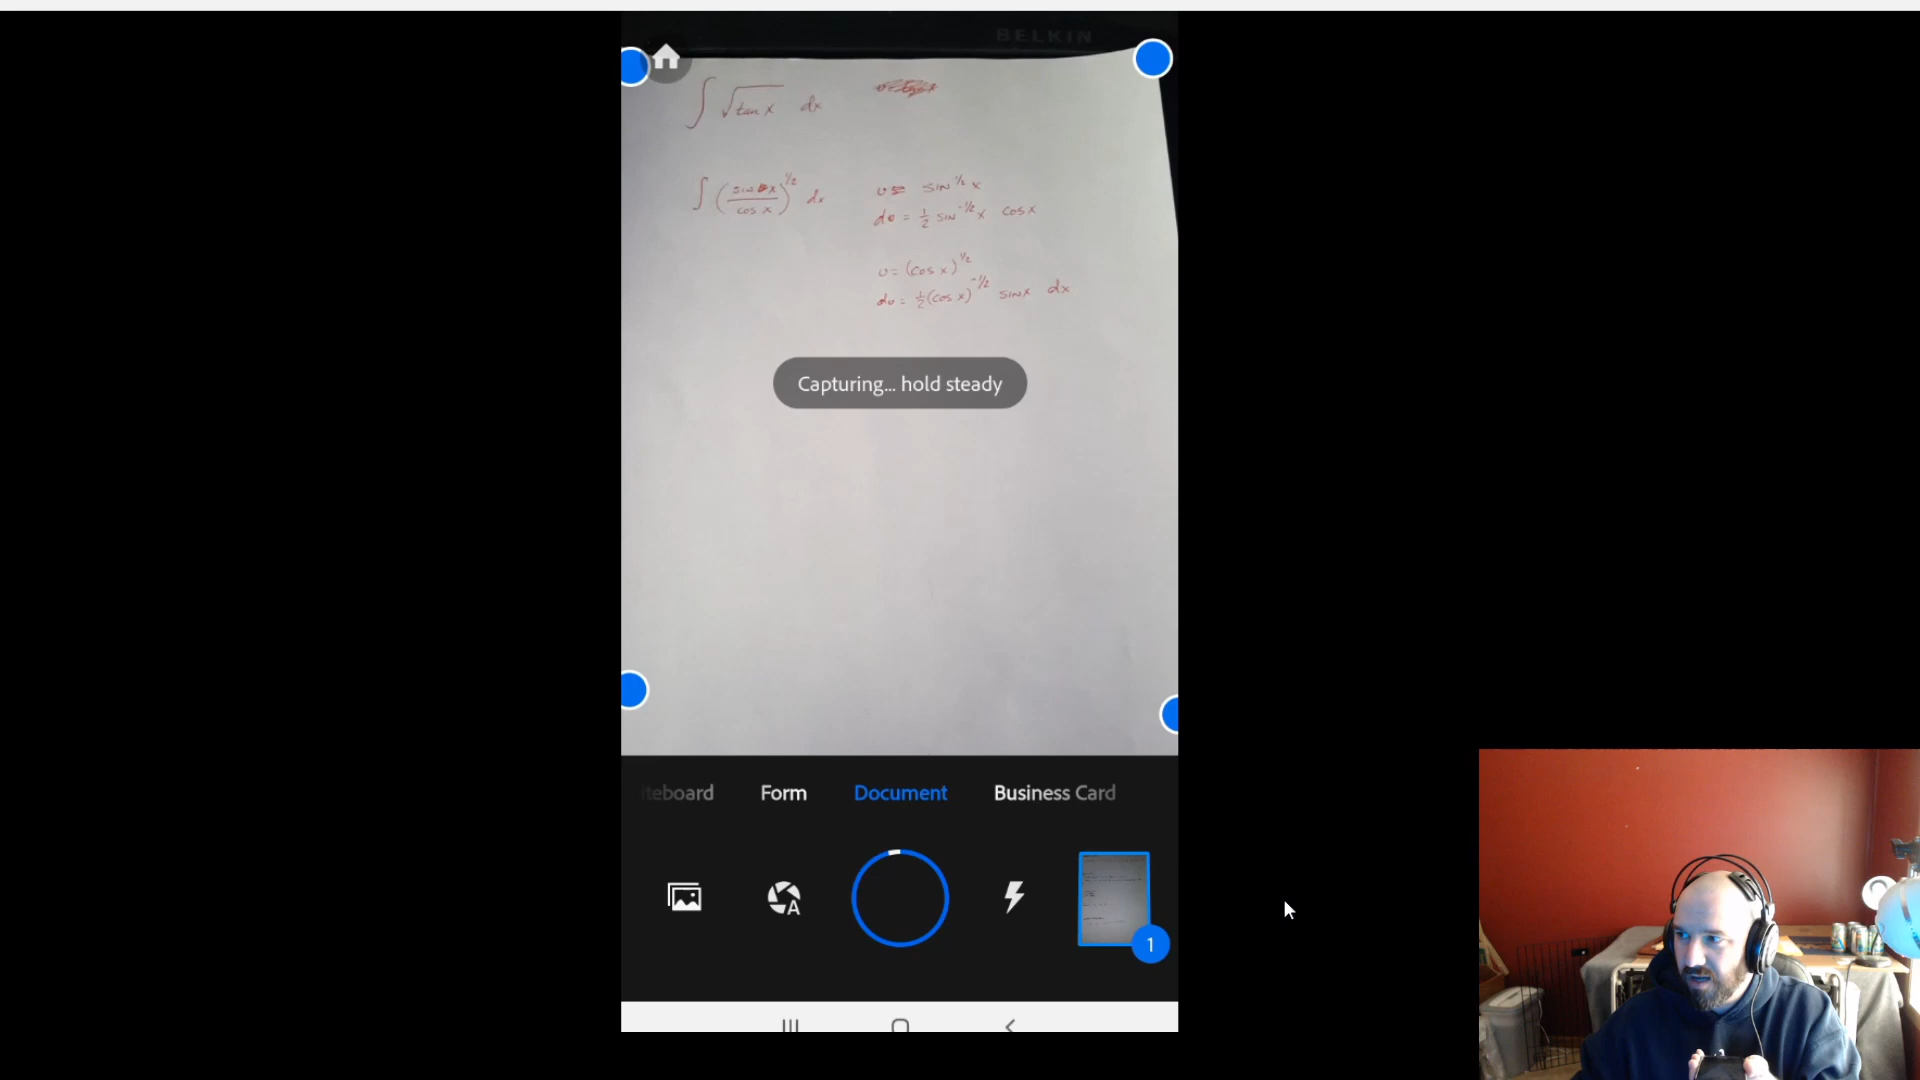 BELKIN
∫ √tan x dx
∫ (sin x / cos x)^1/2 dx
u = sin^1/2 x
du = 1/2 sin^-1/2 x cos x
u = (cos x)^1/2
du = 1/2 (cos x)^-1/2 sin x dx
Capturing... hold steady
iteboard Form Document Business Card
A
1